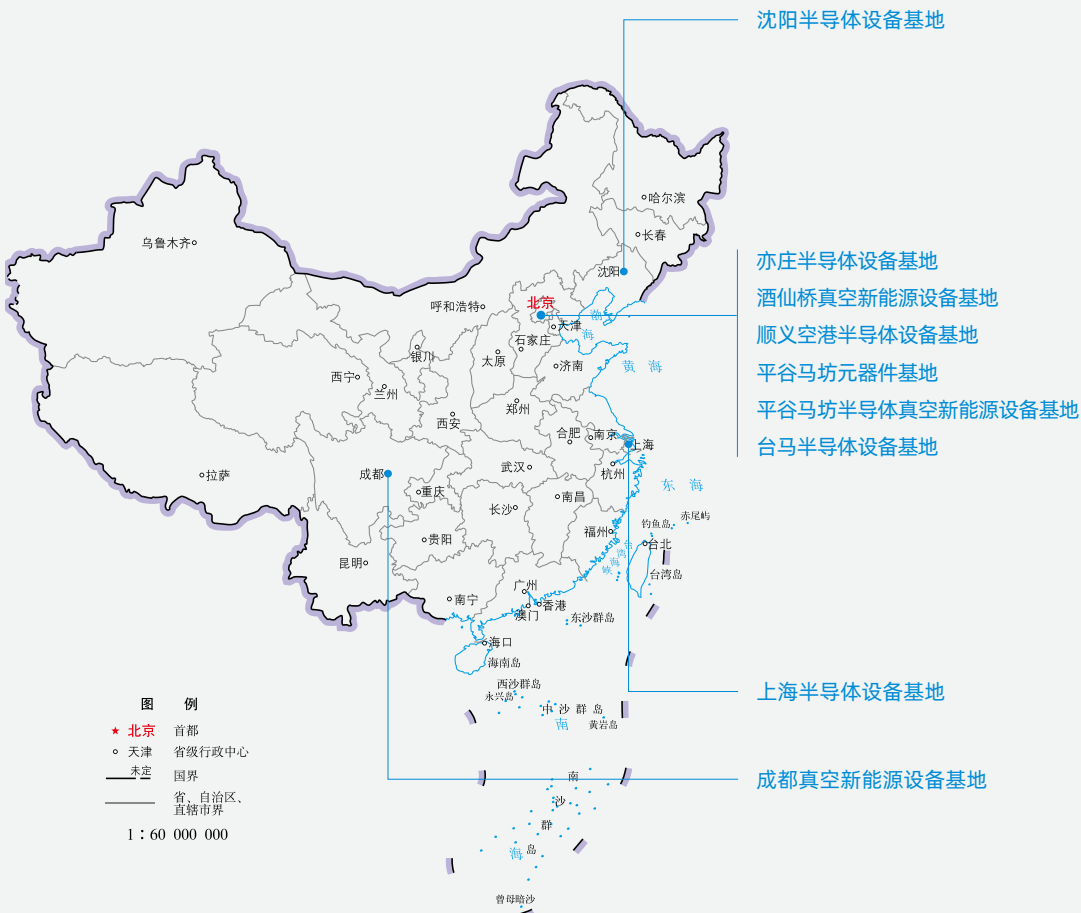 沈阳半导体设备基地
哈尔滨
长春
乌鲁木齐
沈阳
亦庄半导体设备基地
酒仙桥真空新能源设备基地
顺义空港半导体设备基地
平谷马坊元器件基地
平谷马坊半导体真空新能源设备基地
台马半导体设备基地
呼和浩特
北京
渤
海
天津
石家庄
银川
太原
济南
黄 海
西宁
兰州
郑州
西安
合肥
南京
上海
成都
武汉
杭州
拉萨
重庆
东 海
长沙
南昌
赤尾屿
钓鱼岛
福州
贵阳
台北
台
湾
海
峡
昆明
台湾岛
广州
南宁
香港
澳门
东沙群岛
海口
海南岛
西沙群岛
永兴岛
中沙群岛
南
黄岩岛
上海半导体设备基地
图 例
北京 首都
天津 省级行政中心
未定
国界
省、自治区、
直辖市界
1:60 000 000
南
沙
群
岛
海
成都真空新能源设备基地
曾母暗沙